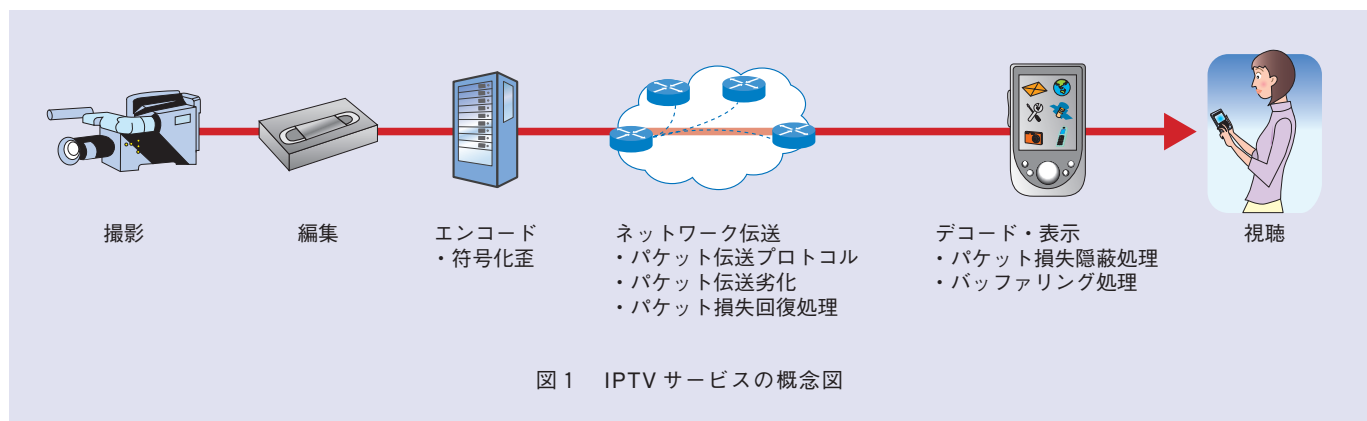 撮影
編集
エンコード
・符号化歪
ネットワーク伝送
・パケット伝送プロトコル
・パケット伝送劣化
・パケット損失回復処理
デコード・表示
・パケット損失隠蔽処理
・バッファリング処理
視聴
図1 IPTVサービスの概念図